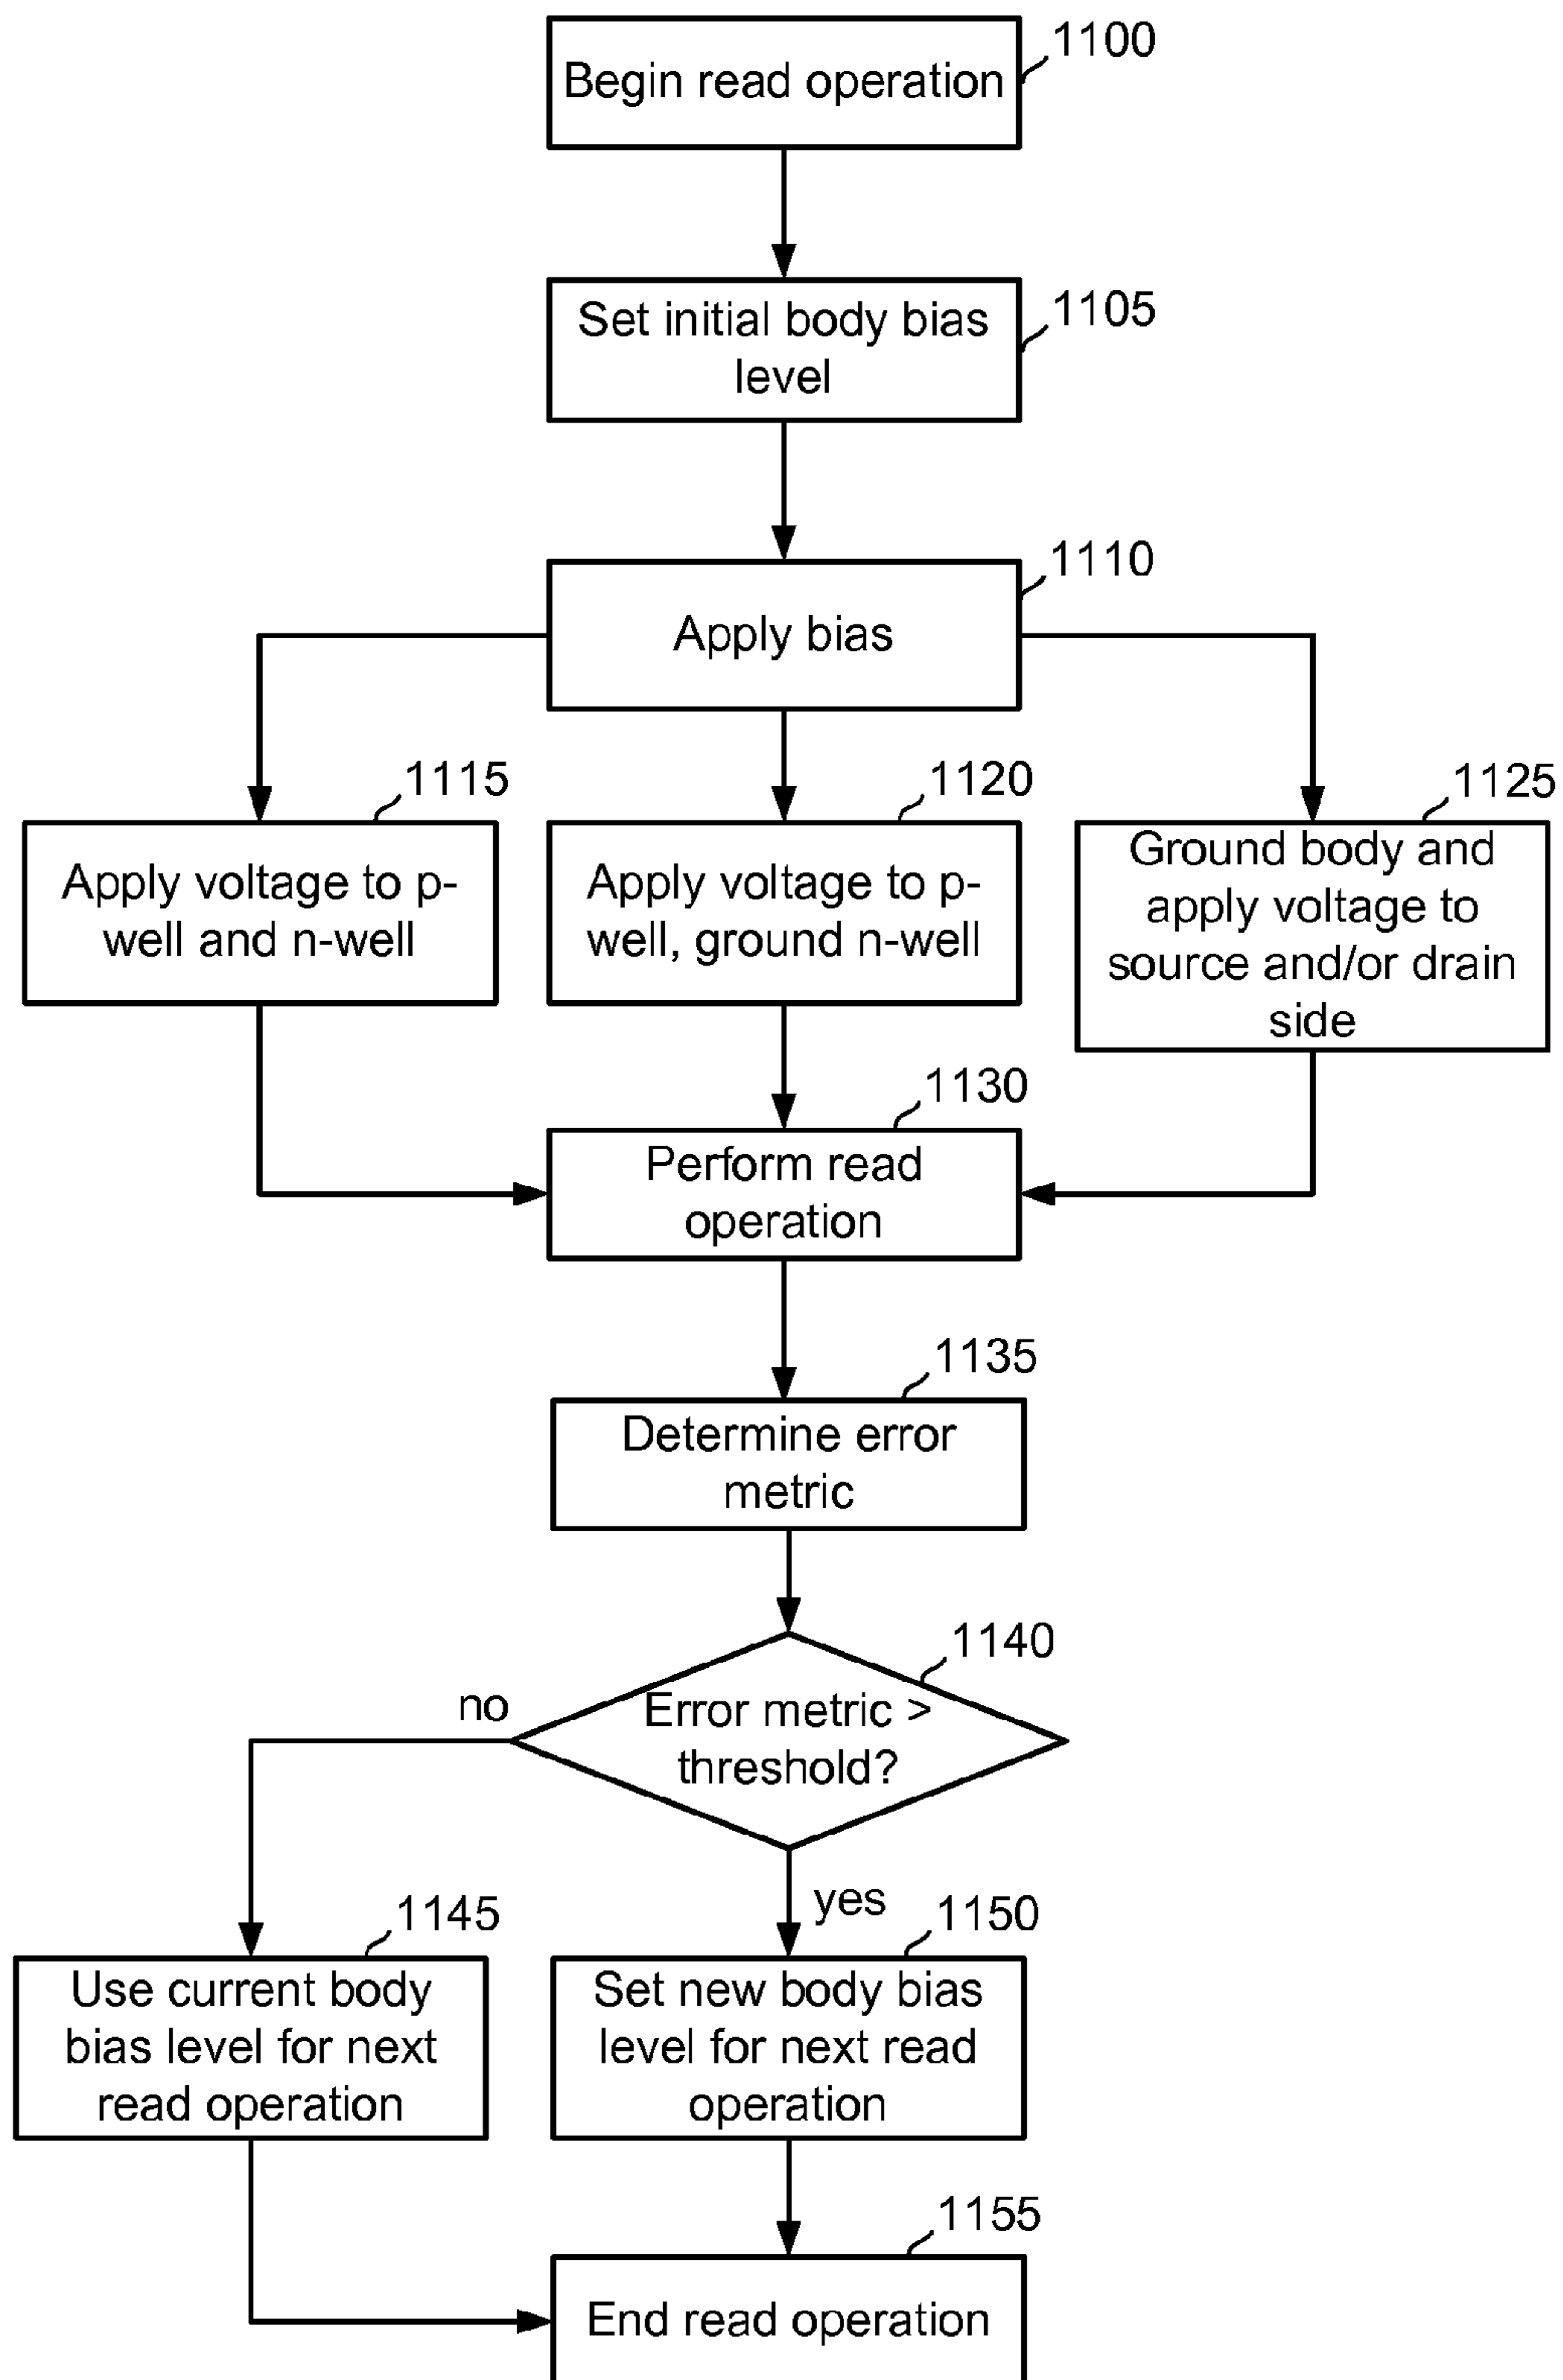 1100
Begin read operation
1105
Set initial body bias
level
1110
Apply bias
1115
Apply voltage to p-
well and n-well
1120
Apply voltage to p-
well, ground n-well
1125
Ground body and
apply voltage to
source and/or drain
side
1130
Perform read
operation
1135
Determine error
metric
1140
Error metric >
threshold?
no
yes
1145
Use current body
bias level for next
read operation
1150
Set new body bias
level for next read
operation
1155
End read operation